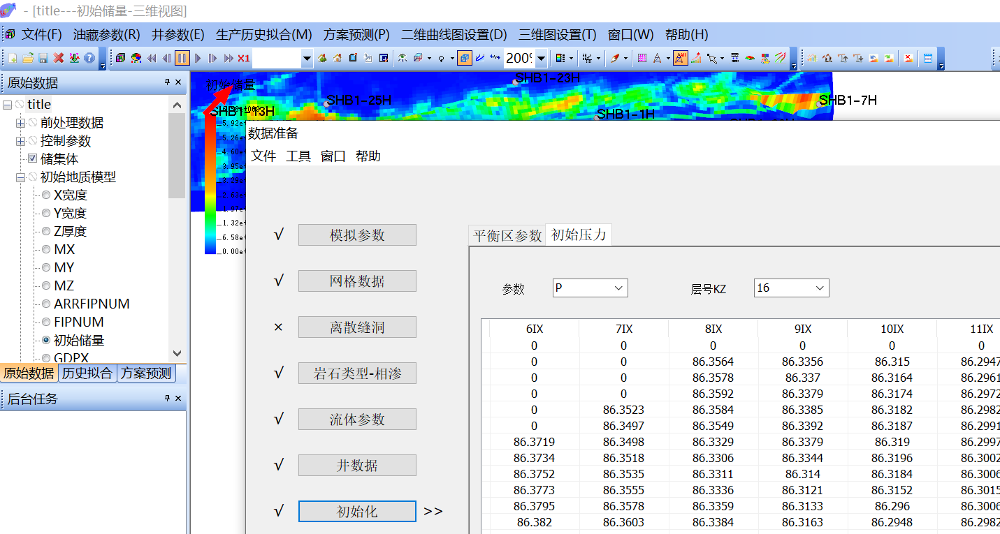 - [title---初始储量-三维视图]
文件(F) 油藏参数(R) 井参数(E) 生产历史拟合(M) 方案预测(P) 二维曲线图设置(D) 三维图设置(T) 窗口(W) 帮助(H)
×1 200%
原始数据
title
前处理数据
控制参数
储集体
初始地质模型
X宽度
Y宽度
Z厚度
MX
MY
MZ
ARRFIPNUM
FIPNUM
初始储量
GDPX
原始数据 历史拟合 方案预测
后台任务
初始储量
SHB1-13H
SHB1-25H
SHB1-23H
SHB1-1H
SHB1-7H
5.92e+
5.26e+
4.60e+
3.95e+
3.29e+
2.63e+
1.97e+
1.32e+
6.58e+
0.00e+
数据准备
文件 工具 窗口 帮助
√ 模拟参数
√ 网格数据
× 离散缝洞
√ 岩石类型-相渗
√ 流体参数
√ 井数据
√ 初始化 >>
平衡区参数 初始压力
参数 P 层号KZ 16
6IX 7IX 8IX 9IX 10IX 11IX
0 0 0 0 0 0
0 0 86.3564 86.3356 86.315 86.2947
0 0 86.3578 86.337 86.3164 86.2961
0 0 86.3592 86.3379 86.3174 86.2972
0 86.3523 86.3584 86.3385 86.3182 86.2982
0 86.3497 86.3549 86.3392 86.3187 86.2991
86.3719 86.3498 86.3329 86.3379 86.319 86.2997
86.3734 86.3518 86.3306 86.3344 86.3196 86.3002
86.3752 86.3535 86.3311 86.314 86.3184 86.3006
86.3773 86.3555 86.3336 86.3121 86.3152 86.3015
86.3795 86.3578 86.3359 86.3133 86.296 86.3006
86.382 86.3603 86.3384 86.3163 86.2948 86.2982